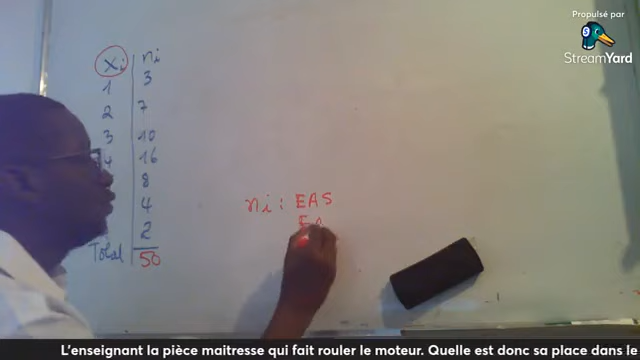 Propulsé par
StreamYard
xi ni
1 3
2 7
3 10
4 16
8
4
2
Total 50
ni : EAS
L'enseignant la pièce maitresse qui fait rouler le moteur. Quelle est donc sa place dans le